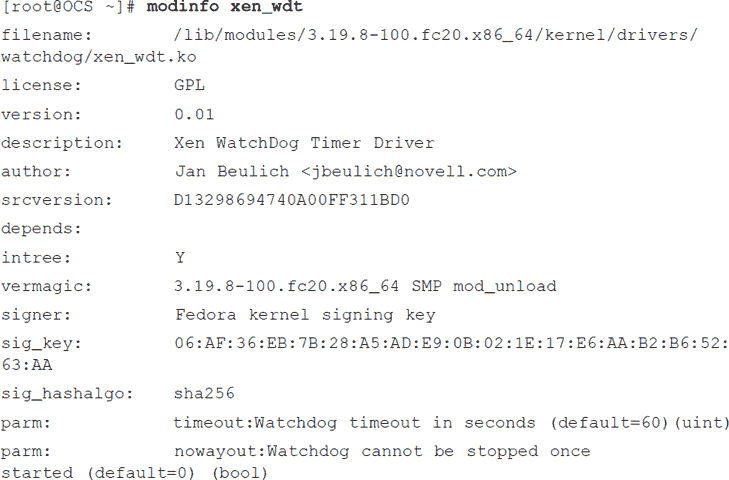 [root@OCS ~]# modinfo xen_wdt
filename: /lib/modules/3.19.8-100.fc20.x86_64/kernel/drivers/
watchdog/xen_wdt.ko
license: GPL
version: 0.01
description: Xen WatchDog Timer Driver
author: Jan Beulich <jbeulich@novell.com>
srcversion: D13298694740A00FF311BD0
depends:
intree: Y
vermagic: 3.19.8-100.fc20.x86_64 SMP mod_unload
signer: Fedora kernel signing key
sig_key: 06:AF:36:EB:7B:28:A5:AD:E9:0B:02:1E:17:E6:AA:B2:B6:52:
63:AA
sig_hashalgo: sha256
parm: timeout:Watchdog timeout in seconds (default=60)(uint)
parm: nowayout:Watchdog cannot be stopped once
started (default=0) (bool)